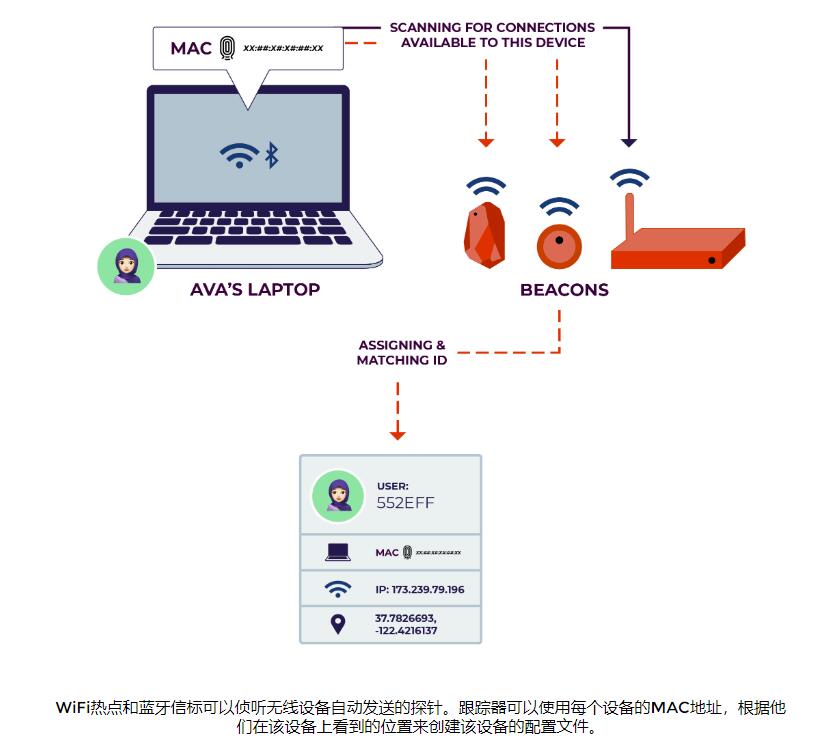 SCANNING FOR CONNECTIONS
AVAILABLE TO THIS DEVICE
MAC XX:##:X#:X#:##:XX
AVA'S LAPTOP
BEACONS
ASSIGNING &
MATCHING ID
USER:
552EFF
MAC XX:##:X#:X#:##:XX
IP: 173.239.79.196
37.7826693,
-122.4216137
WiFi热点和蓝牙信标可以侦听无线设备自动发送的探针。跟踪器可以使用每个设备的MAC地址，根据他
们在该设备上看到的位置来创建该设备的配置文件。